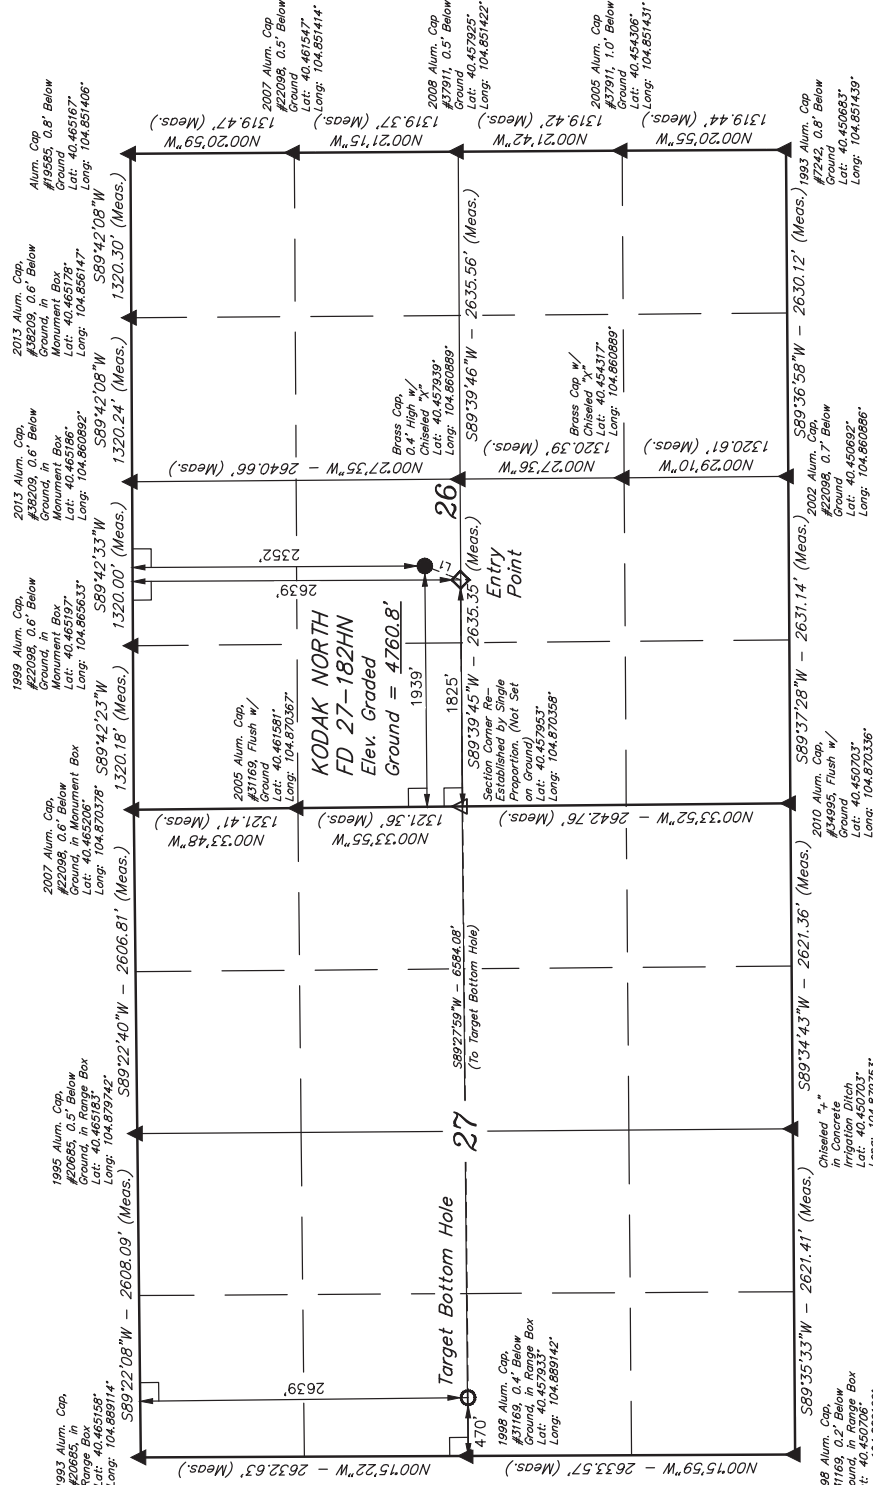 1993 Alum. Cap,
#20685, in
Range Box
Lat: 40.465158°
Long: 104.889114°
S89°22'08"W – 2608.09' (Meas.)
1995 Alum. Cap,
#20685, 0.5' Below
Ground, in Range Box
Lat: 40.465183°
Long: 104.879742°
S89°22'40"W – 2606.81' (Meas.)
2007 Alum. Cap,
#22098, 0.6' Below
Ground, in Monument Box
Lat: 40.465206°
Long: 104.870378°
S89°42'23"W
1320.18' (Meas.)
1999 Alum. Cap,
#22098, 0.6' Below
Ground, in
Monument Box
Lat: 40.465197°
Long: 104.865633°
S89°42'33"W
1320.00' (Meas.)
2013 Alum. Cap,
#38209, 0.6' Below
Ground, in
Monument Box
Lat: 40.465186°
Long: 104.860892°
S89°42'08"W
1320.24' (Meas.)
2013 Alum. Cap,
#38209, 0.6' Below
Ground, in
Monument Box
Lat: 40.465178°
Long: 104.856147°
S89°42'08"W
1320.30' (Meas.)
Alum. Cap
#19585, 0.8' Below
Ground
Lat: 40.465167°
Long: 104.851406°
N00°20'59"W
1319.47' (Meas.)
2007 Alum. Cap
#22098, 0.5' Below
Ground
Lat: 40.461547°
Long: 104.851414°
N00°21'15"W
1319.37' (Meas.)
2008 Alum. Cap
#37911, 0.5' Below
Ground
Lat: 40.457925°
Long: 104.851422°
N00°21'42"W
1319.42' (Meas.)
2005 Alum. Cap
#37911, 1.0' Below
Ground
Lat: 40.454306°
Long: 104.851431°
N00°20'55"W
1319.44' (Meas.)
1993 Alum. Cap
#7242, 0.8' Below
Ground
Lat: 40.450683°
Long: 104.851439°
N00°15'22"W – 2632.63' (Meas.)
2639'
Target Bottom Hole
470'
1998 Alum. Cap,
#31169, 0.4' Below
Ground, in Range Box
Lat: 40.457933°
Long: 104.889142°
N00°15'59"W – 2633.57' (Meas.)
27
S89°27'59"W – 6584.08'
(To Target Bottom Hole)
N00°33'48"W
1321.41' (Meas.)
2005 Alum. Cap,
#31169, Flush w/
Ground
Lat: 40.461581°
Long: 104.870367°
N00°33'55"W
1321.36' (Meas.)
KODAK NORTH
FD 27–182HN
Elev. Graded
Ground = 4760.8'
2639'
2352'
1939'
1825'
L1
Entry
Point
S89°39'45"W – 2635.35' (Meas.)
Section Corner Re–
Established by Single
Proportion. (Not Set
on Ground)
Lat: 40.457953°
Long: 104.870358°
N00°33'52"W – 2642.76' (Meas.)
26
N00°27'35"W – 2640.66' (Meas.)
Brass Cap,
0.4' High w/
Chiseled "X"
Lat: 40.457939°
Long: 104.860889°
S89°39'46"W – 2635.56' (Meas.)
N00°27'36"W
1320.39' (Meas.)
Brass Cap w/
Chiseled "X"
Lat: 40.454317°
Long: 104.860889°
N00°29'10"W
1320.61' (Meas.)
98 Alum. Cap,
31169, 0.2' Below
ound, in Range Box
t: 40.450706°
S89°35'33"W – 2621.41' (Meas.)
Chiseled "+"
in Concrete
Irrigation Ditch
Lat: 40.450703°
S89°34'43"W – 2621.36' (Meas.)
2010 Alum. Cap,
#34995, Flush w/
Ground
Lat: 40.450703°
Long: 104.870336°
S89°37'28"W – 2631.14' (Meas.)
2002 Alum. Cap,
#22098, 0.7' Below
Ground
Lat: 40.450692°
Long: 104.860886°
S89°36'58"W – 2630.12' (Meas.)